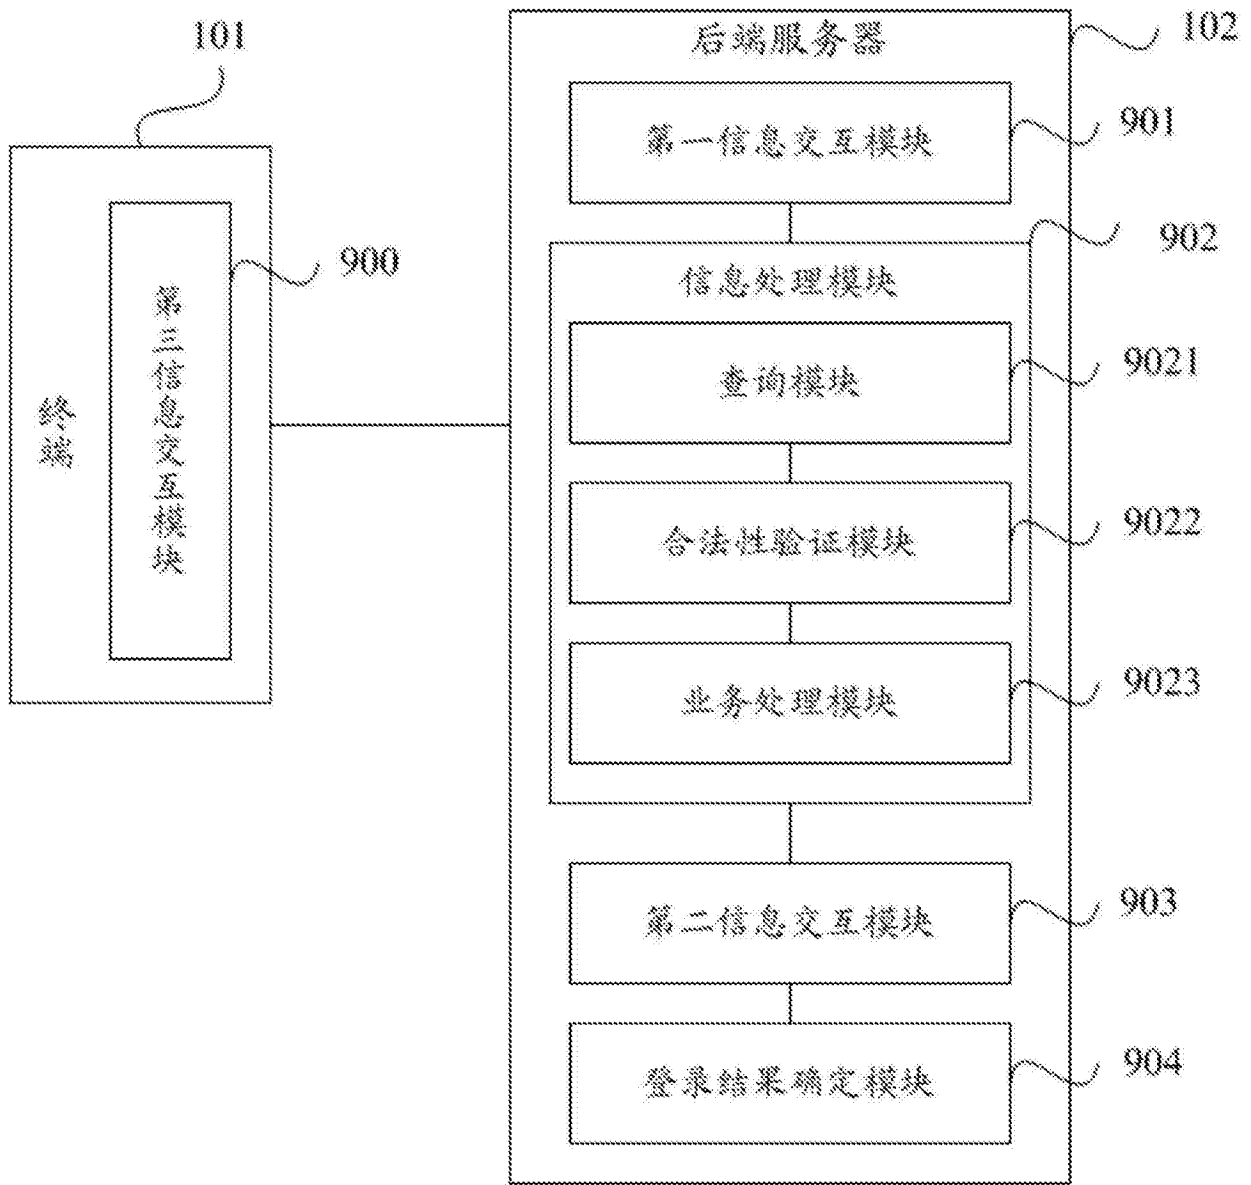 101
终端
第三信息交互模块
900
后端服务器
102
第一信息交互模块
901
信息处理模块
902
查询模块
9021
合法性验证模块
9022
业务处理模块
9023
第二信息交互模块
903
登录结果确定模块
904